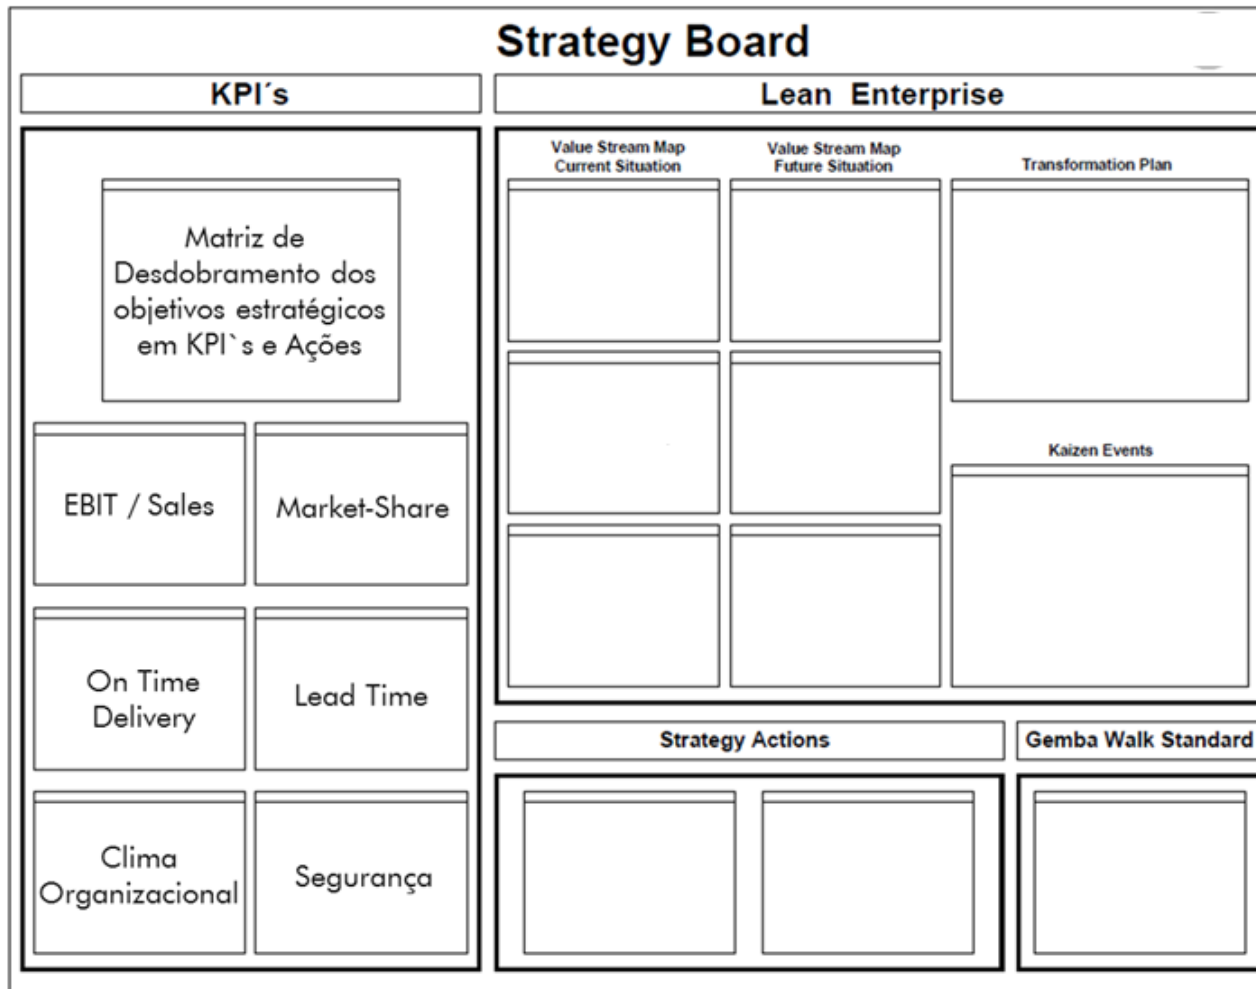 Strategy Board
KPI´s
Lean Enterprise
Matriz de
Desdobramento dos
objetivos estratégicos
em KPI`s e Ações
EBIT / Sales
Market-Share
On Time
Delivery
Lead Time
Clima
Organizacional
Segurança
Value Stream Map
Current Situation
Value Stream Map
Future Situation
Transformation Plan
Kaizen Events
Strategy Actions
Gemba Walk Standard